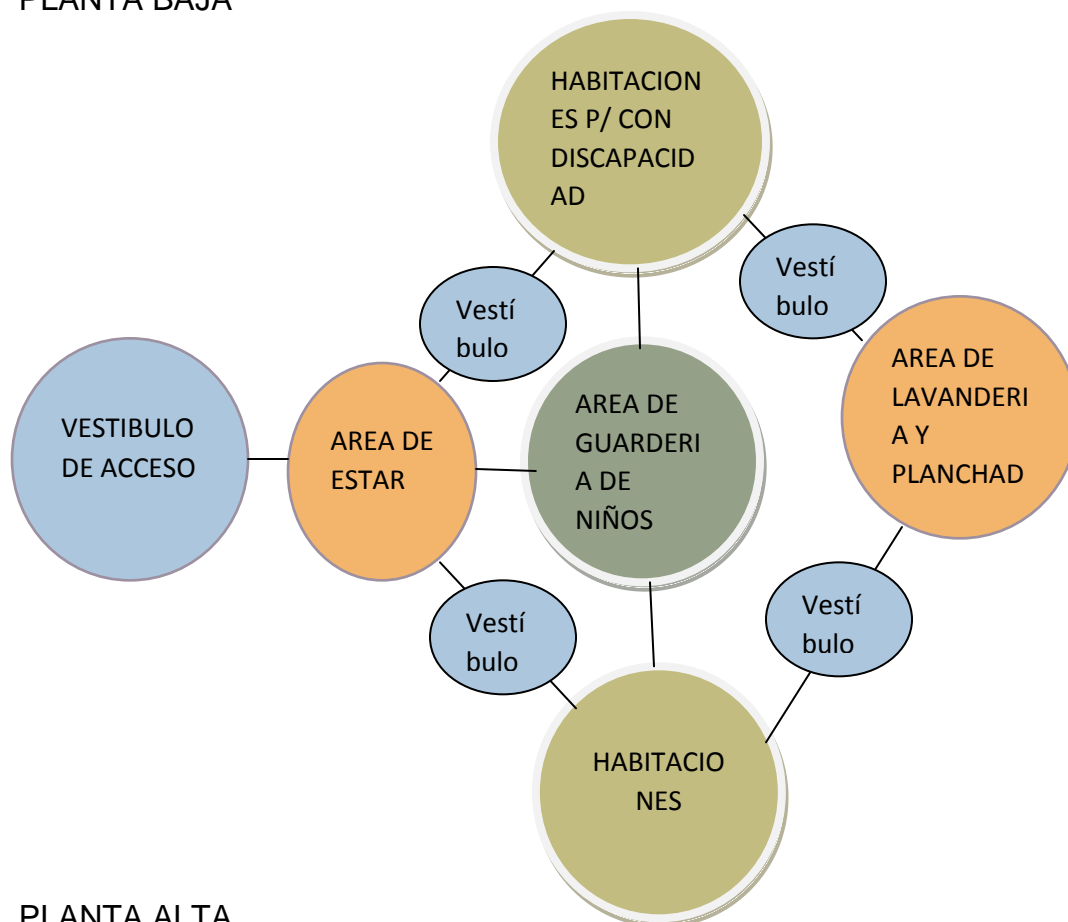 PLANTA BAJA
HABITACION
ES P/ CON
DISCAPACID
AD
Vestí
bulo
Vestí
bulo
VESTIBULO
DE ACCESO
AREA DE
ESTAR
AREA DE
GUARDERI
A DE
NIÑOS
AREA DE
LAVANDERI
A Y
PLANCHAD
Vestí
bulo
Vestí
bulo
HABITACIO
NES
PLANTA ALTA